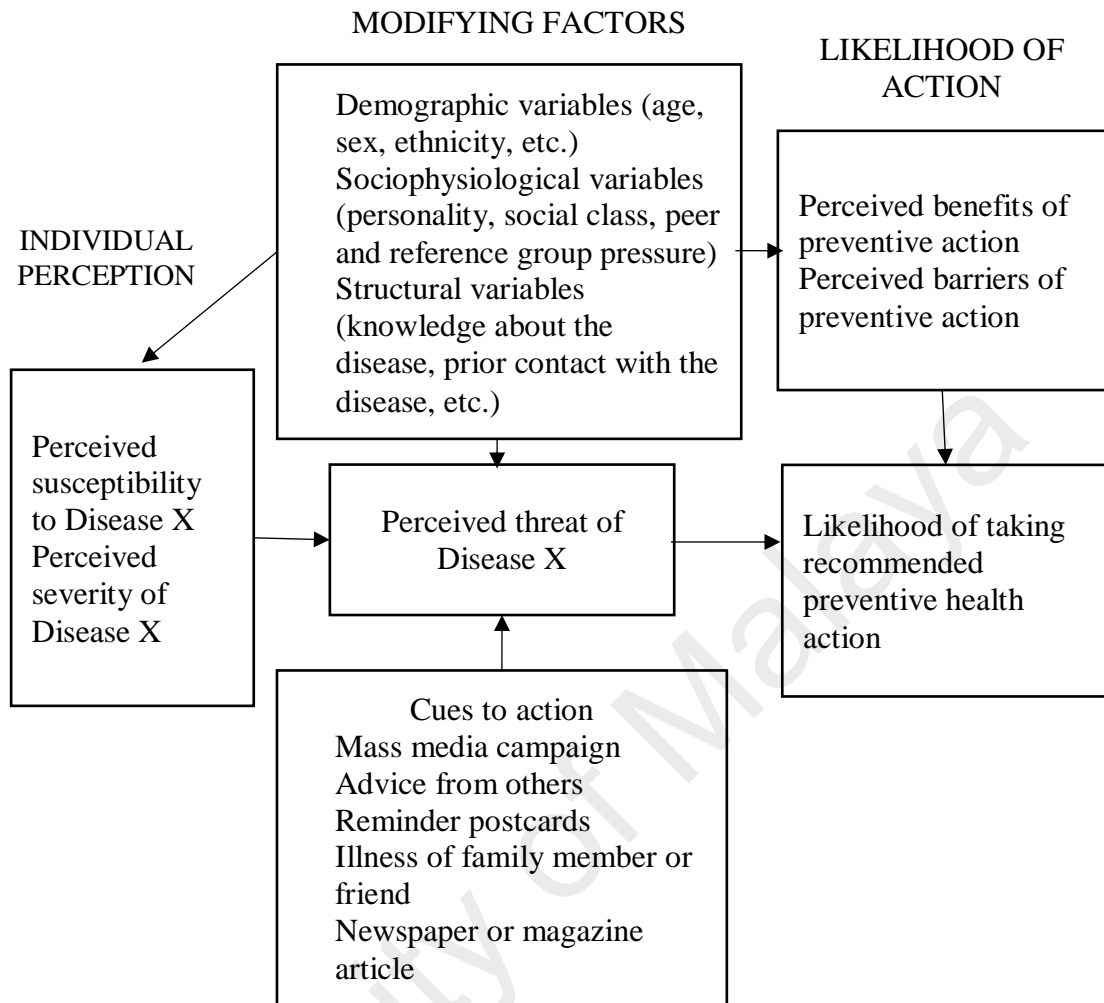 MODIFYING FACTORS
LIKELIHOOD OF
ACTION
Demographic variables (age,
sex, ethnicity, etc.)
Sociophysiological variables
(personality, social class, peer
and reference group pressure)
Structural variables
(knowledge about the
disease, prior contact with the
disease, etc.)
Perceived benefits of
preventive action
Perceived barriers of
preventive action
INDIVIDUAL
PERCEPTION
Perceived
susceptibility
to Disease X
Perceived
severity of
Disease X
Perceived threat of
Disease X
Likelihood of taking
recommended
preventive health
action
Cues to action
Mass media campaign
Advice from others
Reminder postcards
Illness of family member or
friend
Newspaper or magazine
article
of Malaya